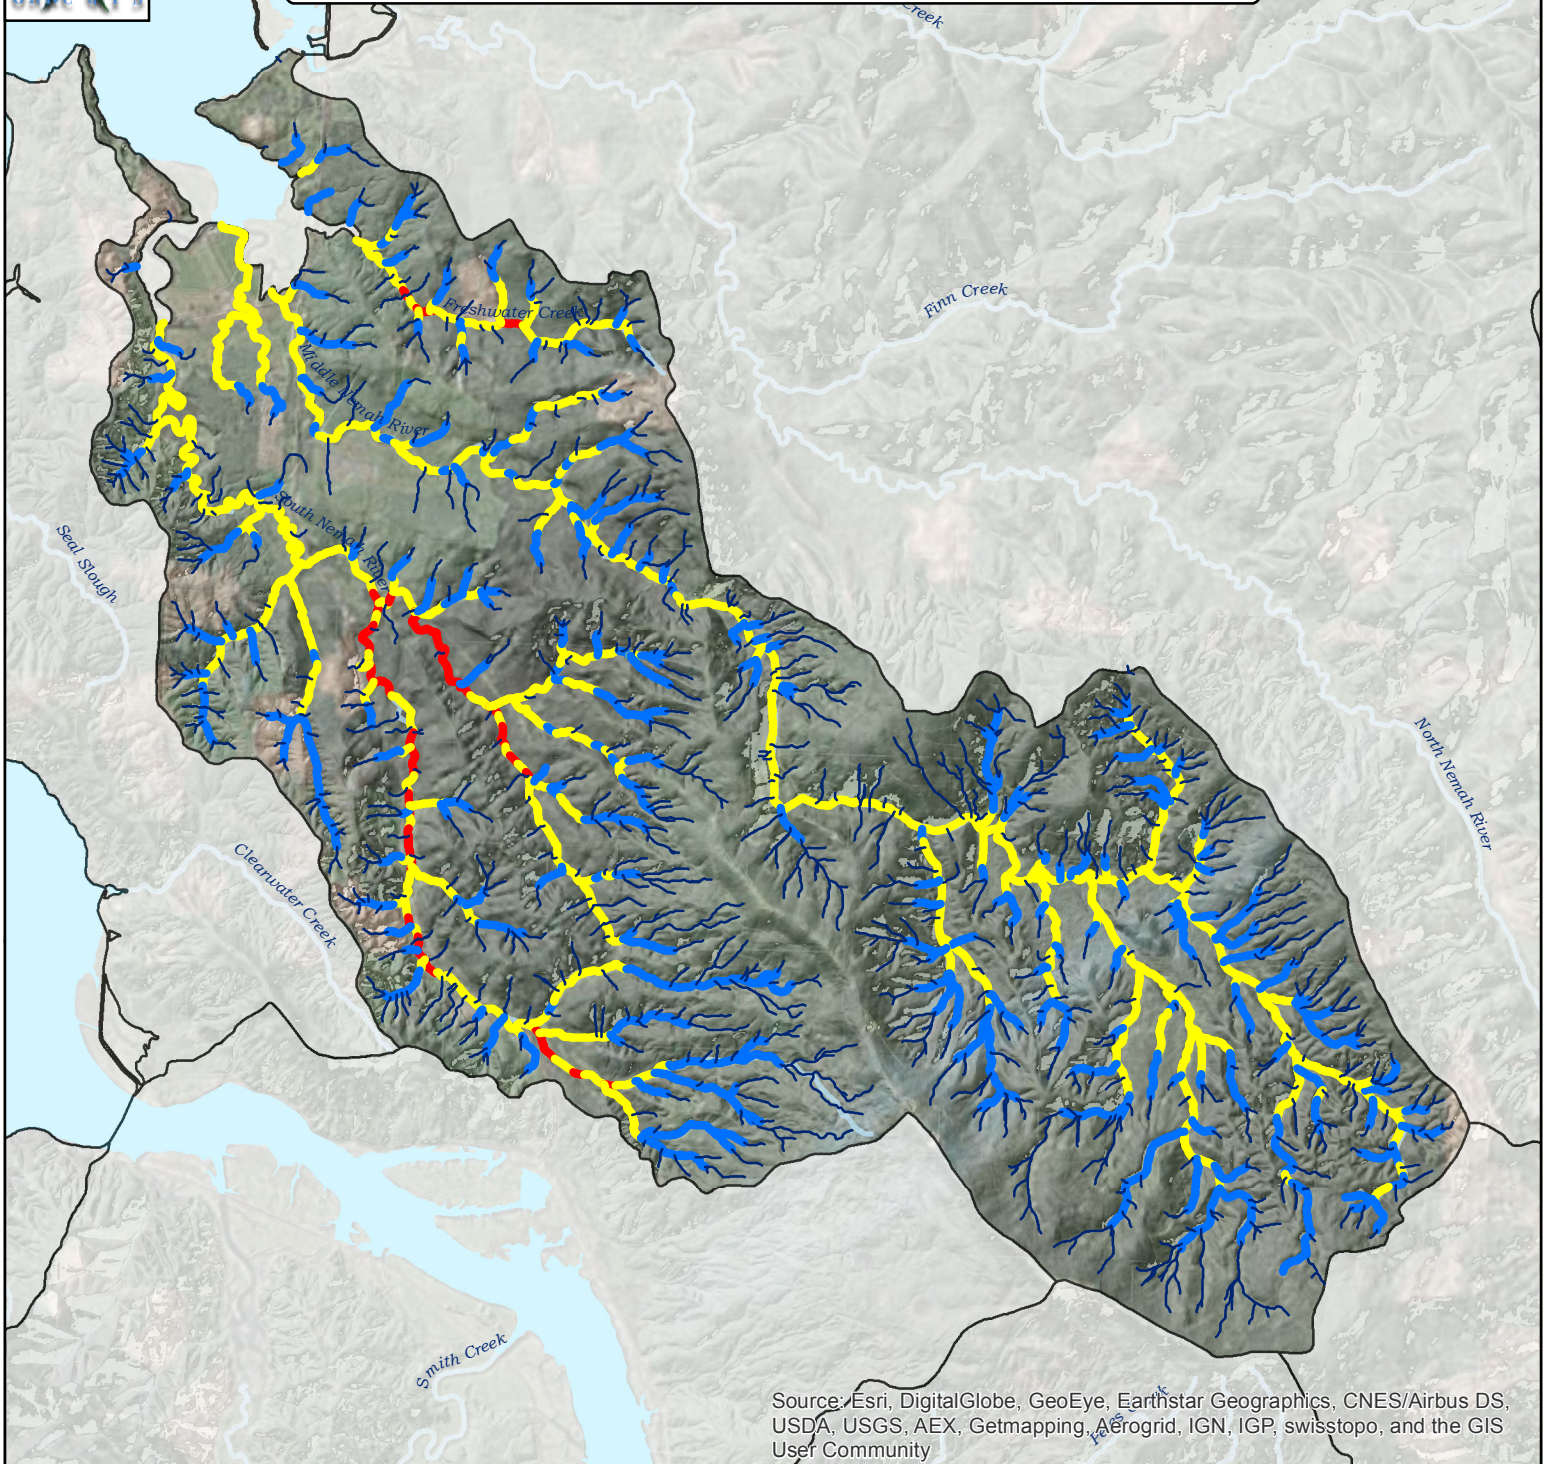 Creek
Finn Creek
Freshwater Creek
Middle Nemah River
South Nemah River
Seal Slough
North Nemah River
Clearwater Creek
Smith Creek
Source: Esri, DigitalGlobe, GeoEye, Earthstar Geographics, CNES/Airbus DS,
USDA, USGS, AEX, Getmapping, Aerogrid, IGN, IGP, swisstopo, and the GIS
User Community